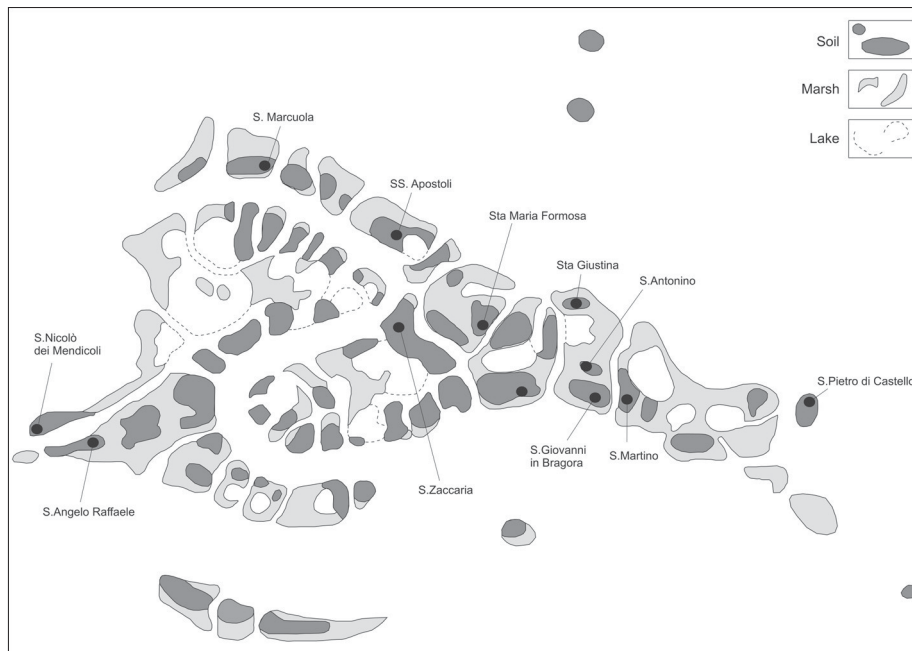 Soil
Marsh
Lake
S. Marcuola
SS. Apostoli
Sta Maria Formosa
Sta Giustina
S.Antonino
S.Nicolò
dei Mendicoli
S.Pietro di Castello
S.Giovanni
in Bragora
S.Martino
S.Zaccaria
S.Angelo Raffaele